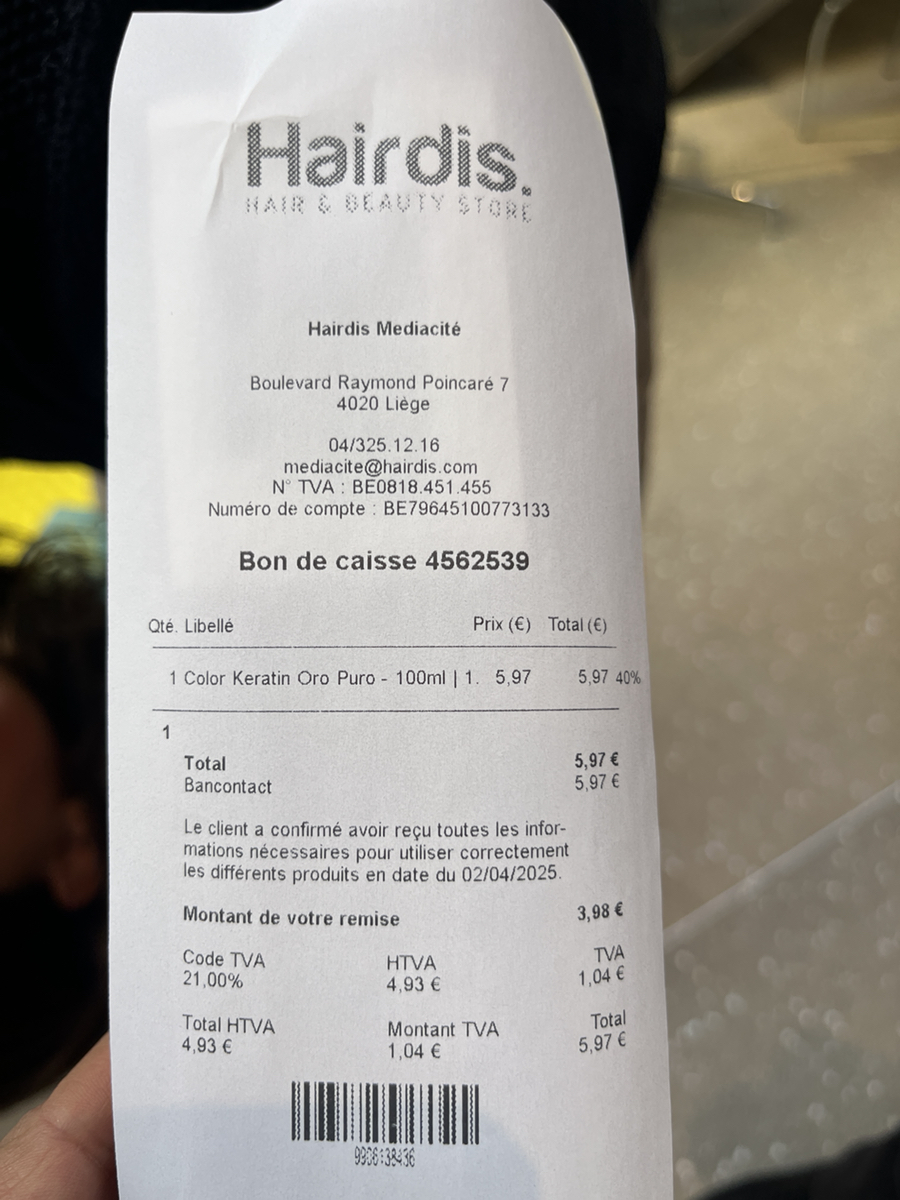 Hairdis.
HAIR & BEAUTY STORE
Hairdis Mediacité
Boulevard Raymond Poincaré 7
4020 Liège
04/325.12.16
mediacite@hairdis.com
N° TVA : BE0818.451.455
Numéro de compte : BE79645100773133
Bon de caisse 4562539
Qté. Libellé Prix (€) Total (€)
1 Color Keratin Oro Puro - 100ml | 1. 5,97 5,97 40%
1
Total 5,97 €
Bancontact 5,97 €
Le client a confirmé avoir reçu toutes les infor-
mations nécessaires pour utiliser correctement
les différents produits en date du 02/04/2025.
Montant de votre remise 3,98 €
Code TVA HTVA TVA
21,00% 4,93 € 1,04 €
Total HTVA Montant TVA Total
4,93 € 1,04 € 5,97 €